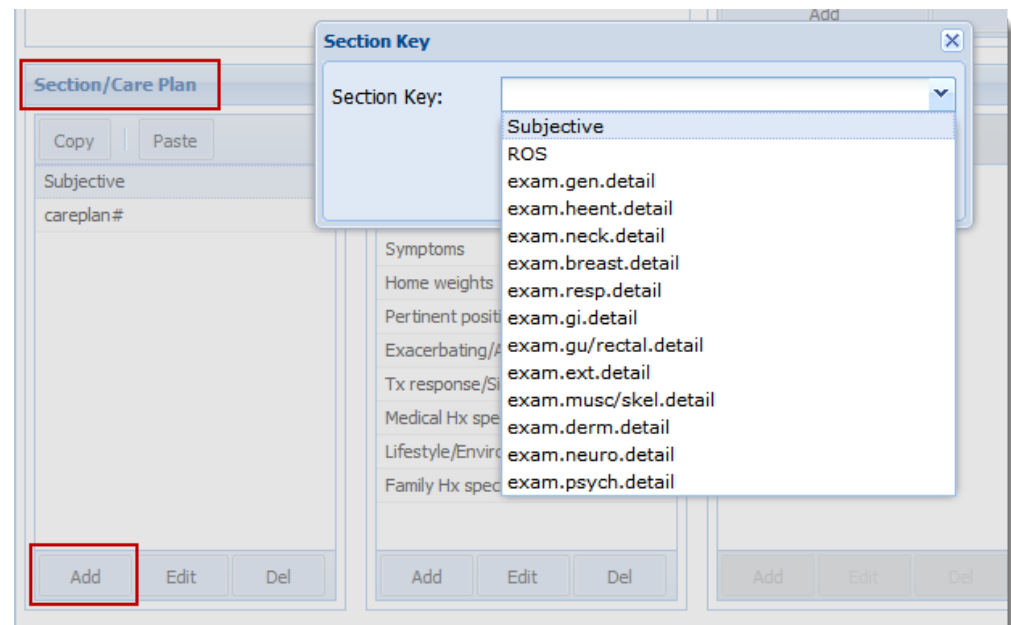 Add
Section Key
Section/Care Plan
Section Key:
Copy
Paste
Subjective
careplan#
Subjective
ROS
exam.gen.detail
exam.heent.detail
exam.neck.detail
exam.breast.detail
exam.resp.detail
exam.gi.detail
exam.gu/rectal.detail
exam.ext.detail
exam.musc/skel.detail
exam.derm.detail
exam.neuro.detail
exam.psych.detail
Symptoms
Home weights
Pertinent positi
Exacerbating/A
Tx response/Si
Medical Hx spe
Lifestyle/Enviro
Family Hx spec
Add Edit Del
Add Edit Del
Add Edit Del